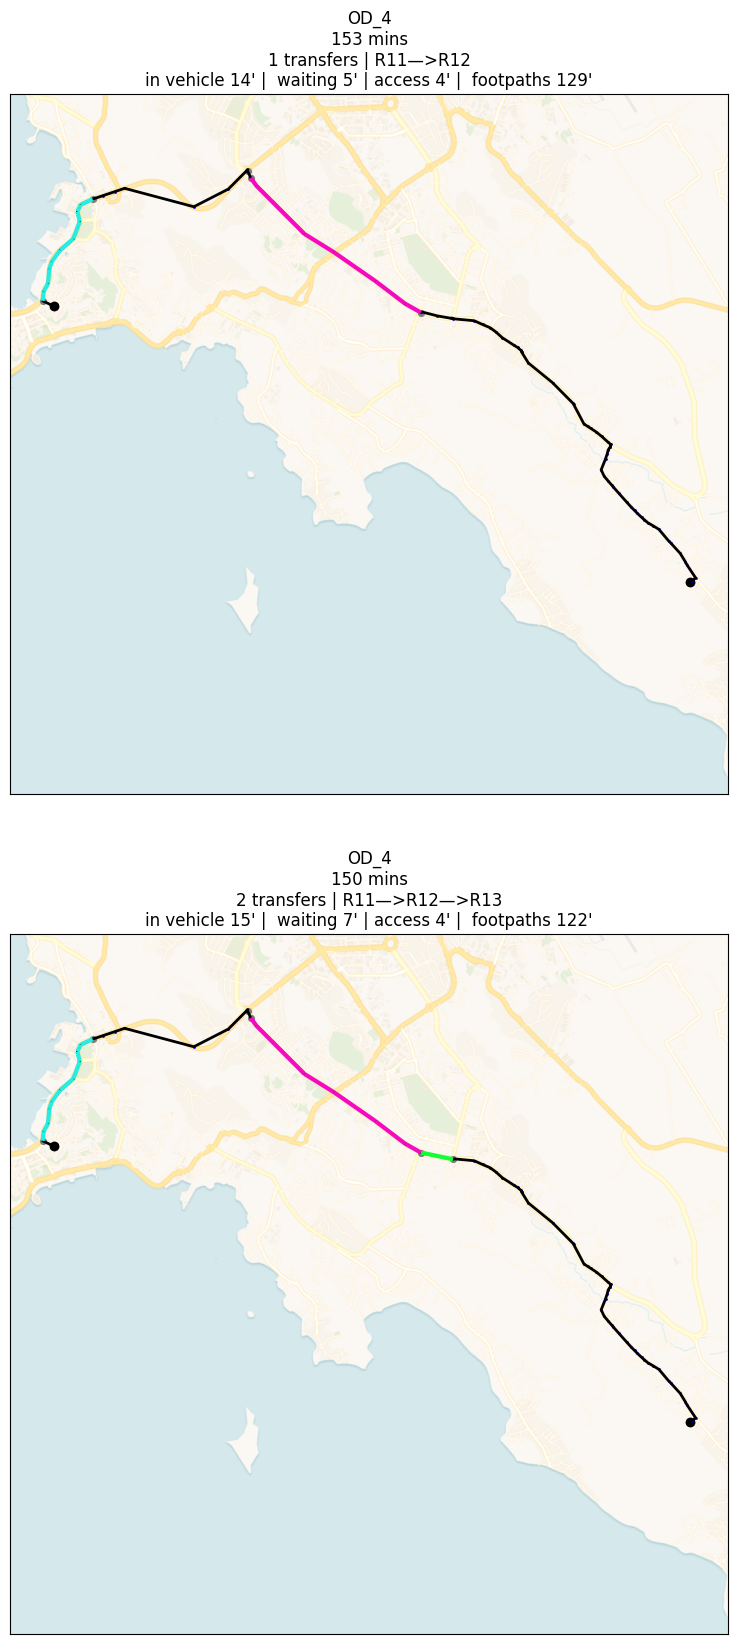 OD_4
153 mins
1 transfers | R11—>R12
in vehicle 14' |  waiting 5' | access 4' |  footpaths 129'
OD_4
150 mins
2 transfers | R11—>R12—>R13
in vehicle 15' |  waiting 7' | access 4' |  footpaths 122'